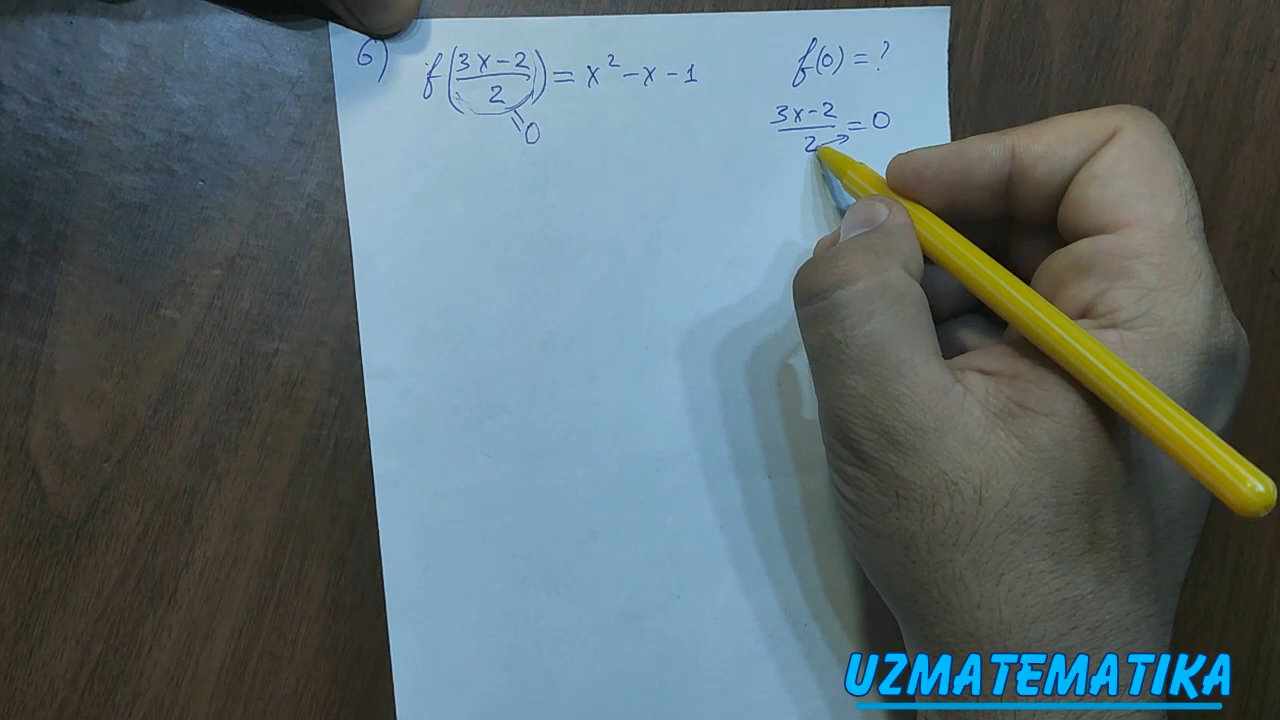 6) f((3x-2)/2) = x² - x - 1 f(0) = ?
= 0
(3x-2)/2 = 0
UZMATEMATIKA